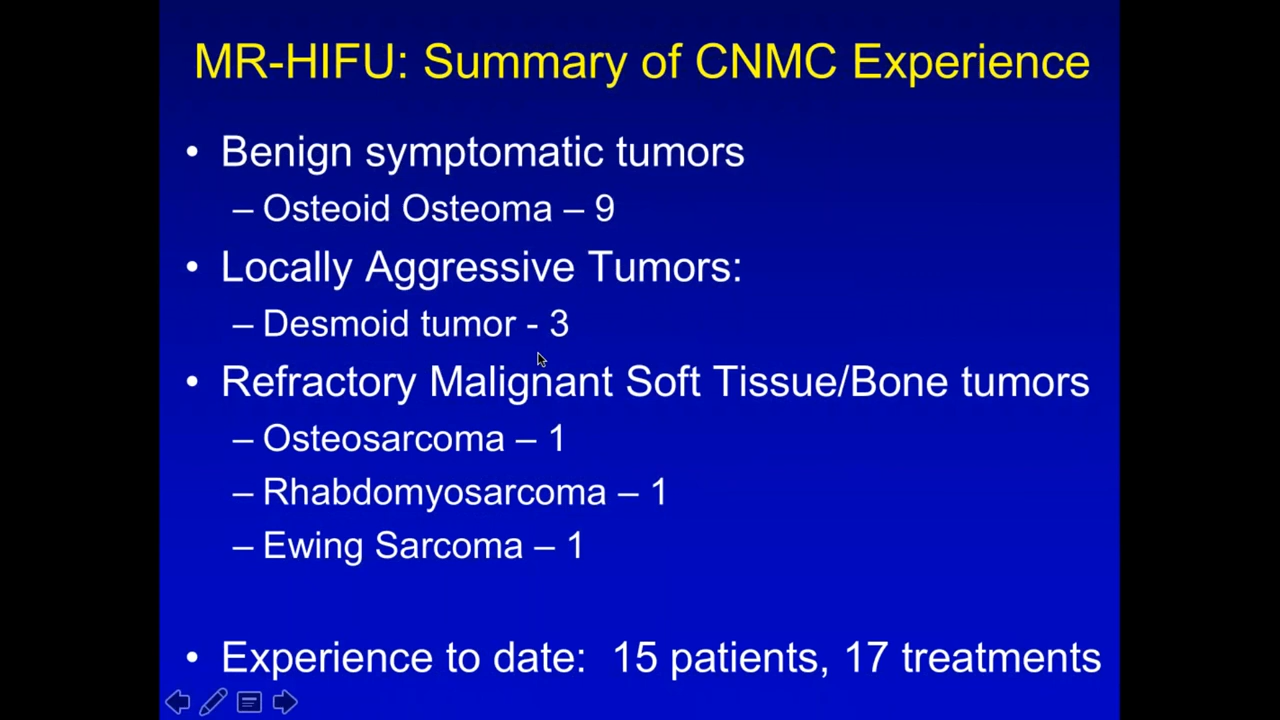 MR-HIFU: Summary of CNMC Experience
• Benign symptomatic tumors
– Osteoid Osteoma – 9
• Locally Aggressive Tumors:
– Desmoid tumor - 3
• Refractory Malignant Soft Tissue/Bone tumors
– Osteosarcoma – 1
– Rhabdomyosarcoma – 1
– Ewing Sarcoma – 1
• Experience to date:  15 patients, 17 treatments